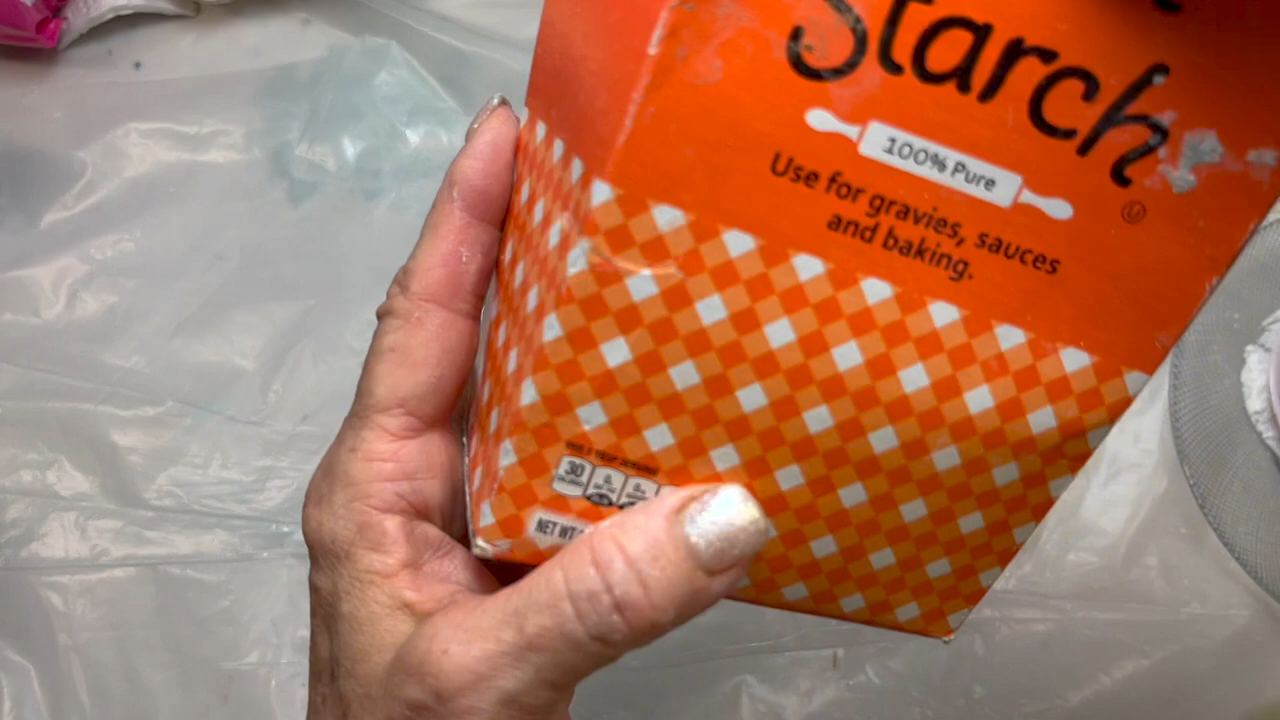 Starch
100% Pure
Use for gravies, sauces
and baking.
U
30
NET WT